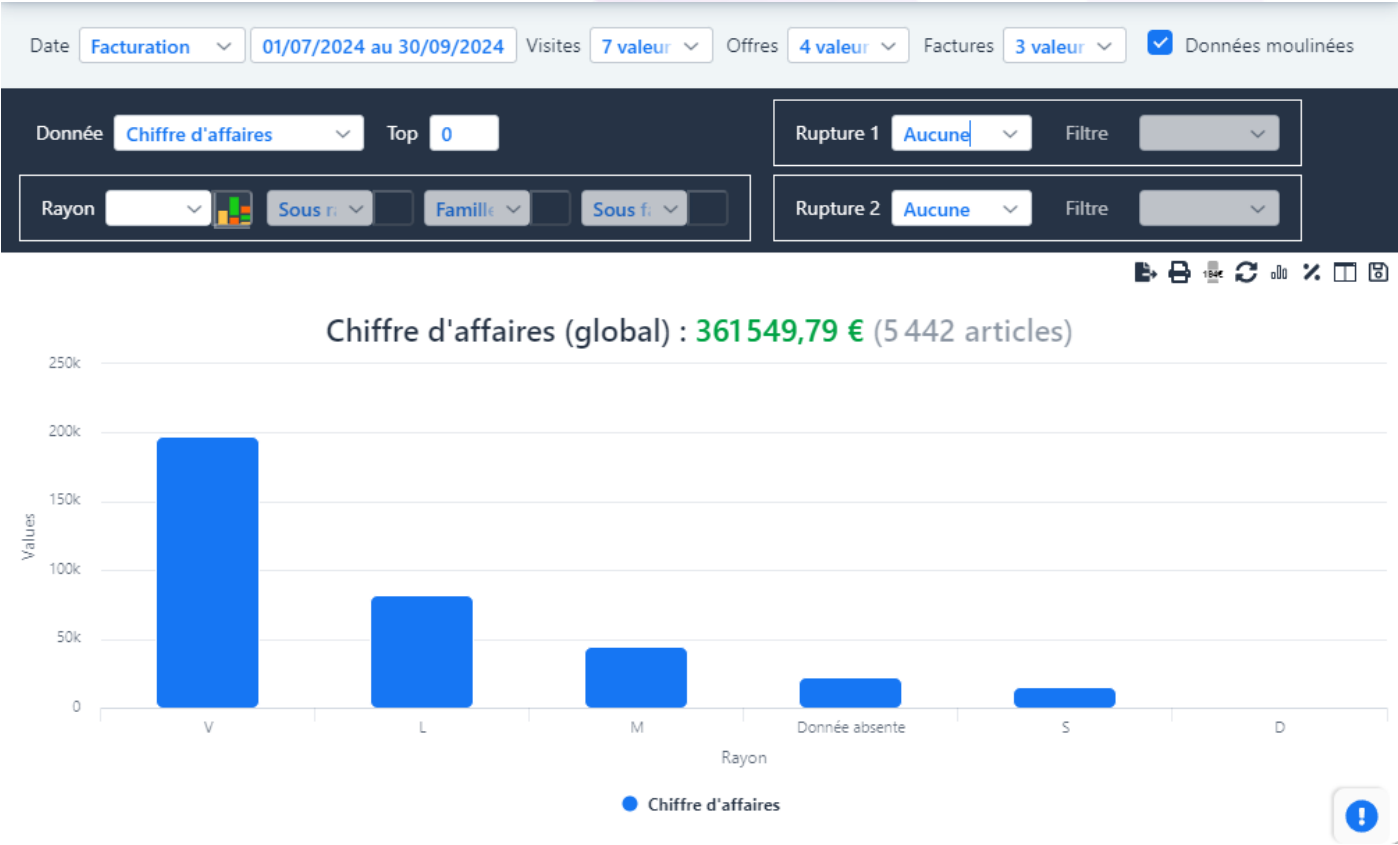 Date Facturation 01/07/2024 au 30/09/2024 Visites 7 valeur Offres 4 valeur Factures 3 valeur Données moulinées
Donnée Chiffre d'affaires Top 0 Rupture 1 Aucune Filtre
Rayon Sous r Famille Sous f Rupture 2 Aucune Filtre
184€
Chiffre d'affaires (global) : 361 549,79 € (5 442 articles)
250k
200k
150k
100k
50k
0
Values
V L M Donnée absente S D
Rayon
Chiffre d'affaires